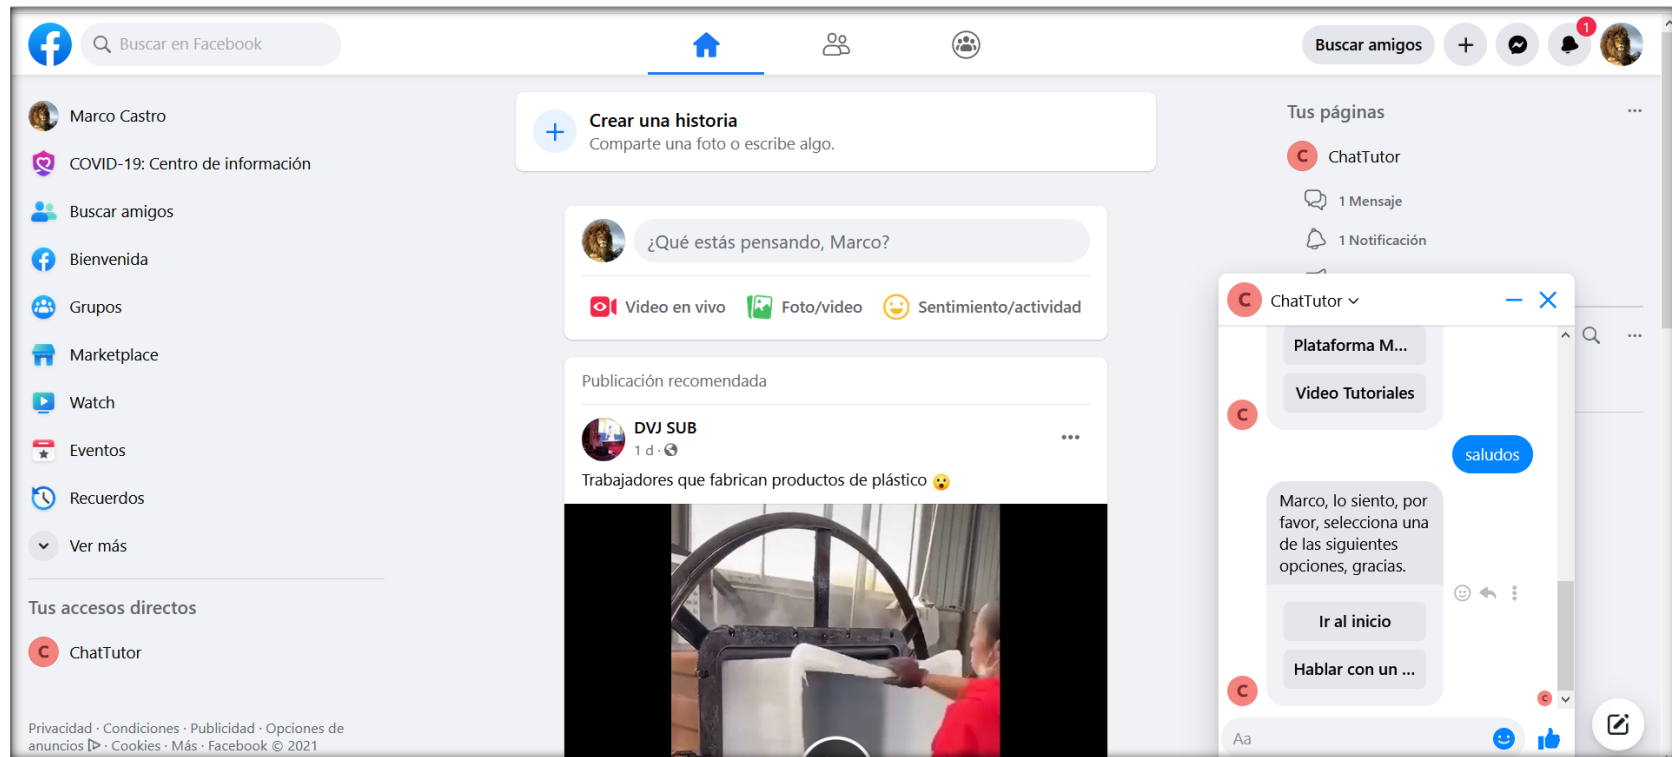 Buscar en Facebook
Buscar amigos
1
Marco Castro
COVID-19: Centro de información
Buscar amigos
Bienvenida
Grupos
Marketplace
Watch
Eventos
Recuerdos
Ver más
Tus accesos directos
C ChatTutor
Privacidad · Condiciones · Publicidad · Opciones de
anuncios · Cookies · Más · Facebook © 2021
Crear una historia
Comparte una foto o escribe algo.
¿Qué estás pensando, Marco?
Video en vivo Foto/video Sentimiento/actividad
Publicación recomendada
DVJ SUB
1 d ·
Trabajadores que fabrican productos de plástico 😮
Tus páginas
C ChatTutor
1 Mensaje
1 Notificación
C ChatTutor
Plataforma M...
Video Tutoriales
C
saludos
Marco, lo siento, por
favor, selecciona una
de las siguientes
opciones, gracias.
Ir al inicio
Hablar con un ...
C
C
Aa